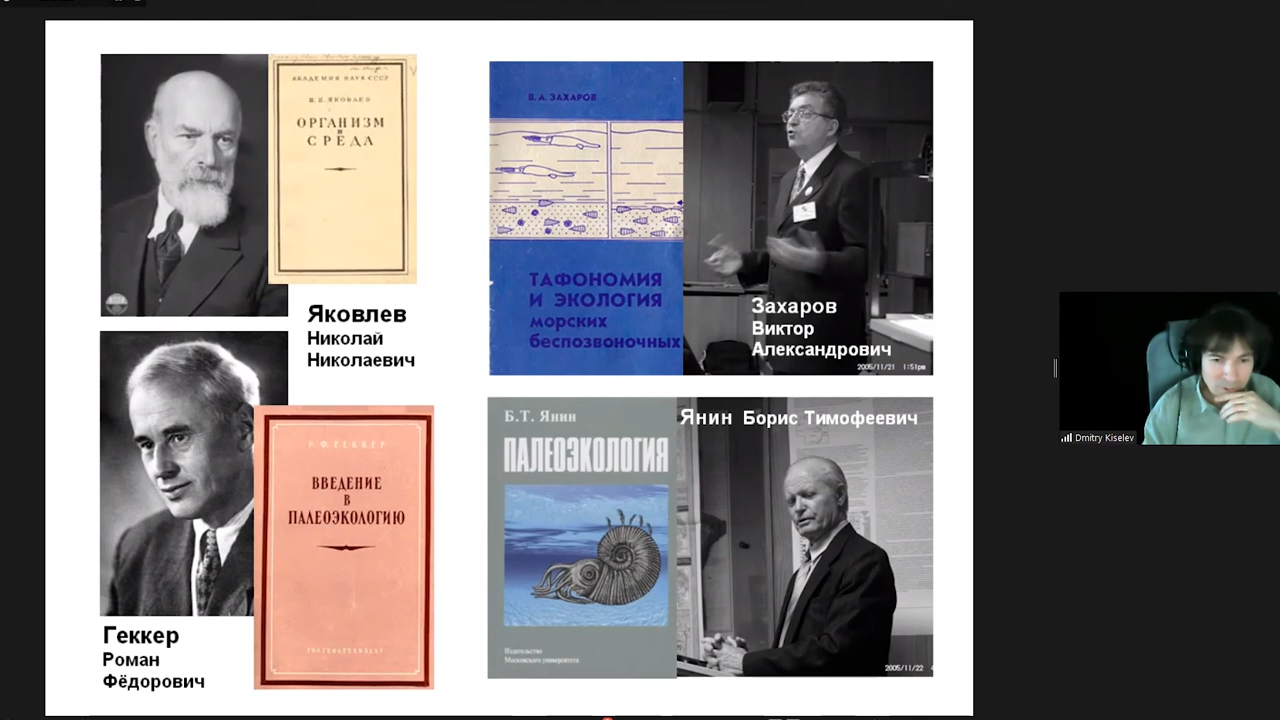 АКАДЕМИЯ НАУК СССР
Н. Н. ЯКОВЛЕВ
ОРГАНИЗМ
И
СРЕДА
Яковлев
Николай
Николаевич
Р.Ф. ГЕККЕР
ВВЕДЕНИЕ
В
ПАЛЕОЭКОЛОГИЮ
ГОСГЕОЛТЕХИЗДАТ
Геккер
Роман
Фёдорович
В. А. ЗАХАРОВ
ТАФОНОМИЯ
И ЭКОЛОГИЯ
морских
беспозвоночных
Захаров
Виктор
Александрович
2005/11/21 1:51pm
Б.Т. Янин
ПАЛЕОЭКОЛОГИЯ
Издательство
Московского университета
Янин Борис Тимофеевич
2005/11/22
Dmitry Kiselev